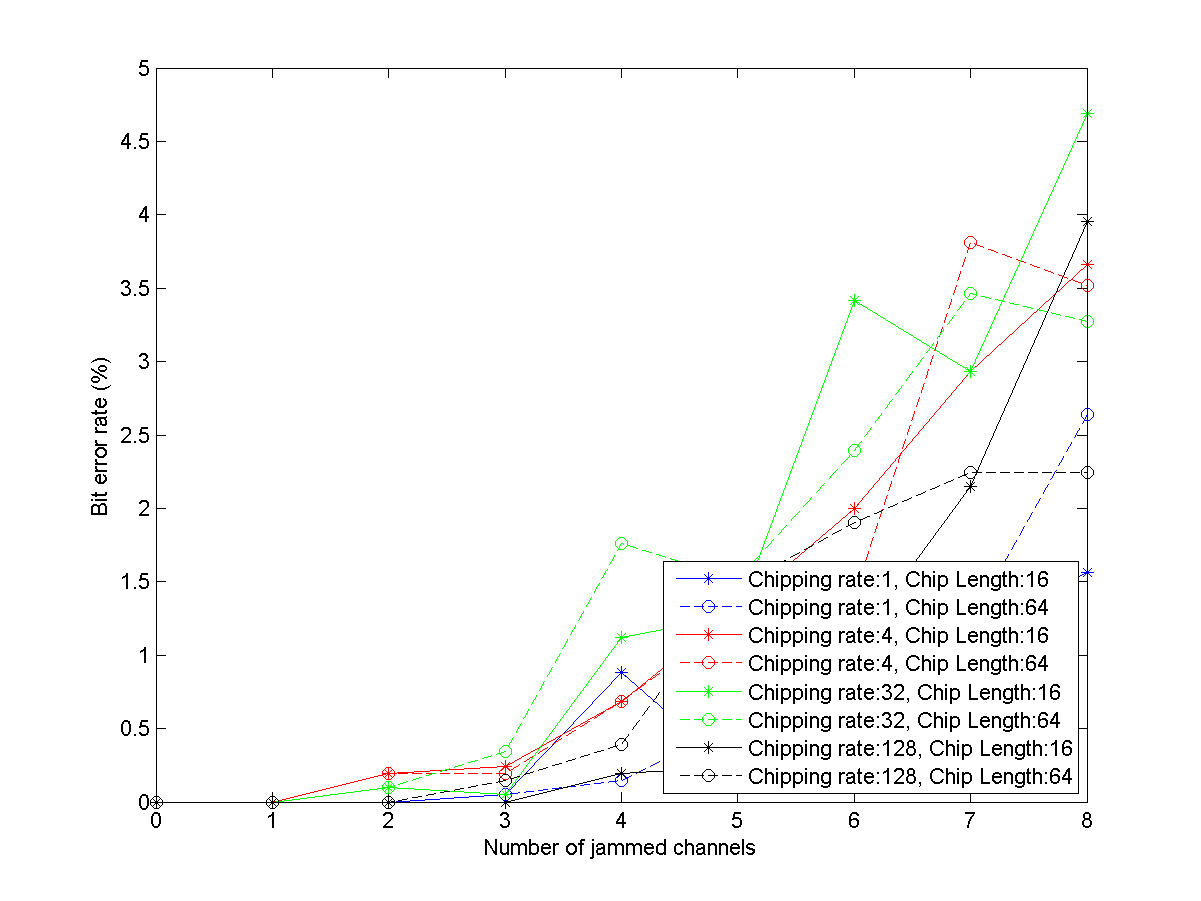 5
4.5
4
3.5
3
2.5
2
1.5
1
0.5
0
Bit error rate (%)
Chipping rate:1, Chip Length:16
Chipping rate:1, Chip Length:64
Chipping rate:4, Chip Length:16
Chipping rate:4, Chip Length:64
Chipping rate:32, Chip Length:16
Chipping rate:32, Chip Length:64
Chipping rate:128, Chip Length:16
Chipping rate:128, Chip Length:64
0 1 2 3 4 5 6 7 8
Number of jammed channels